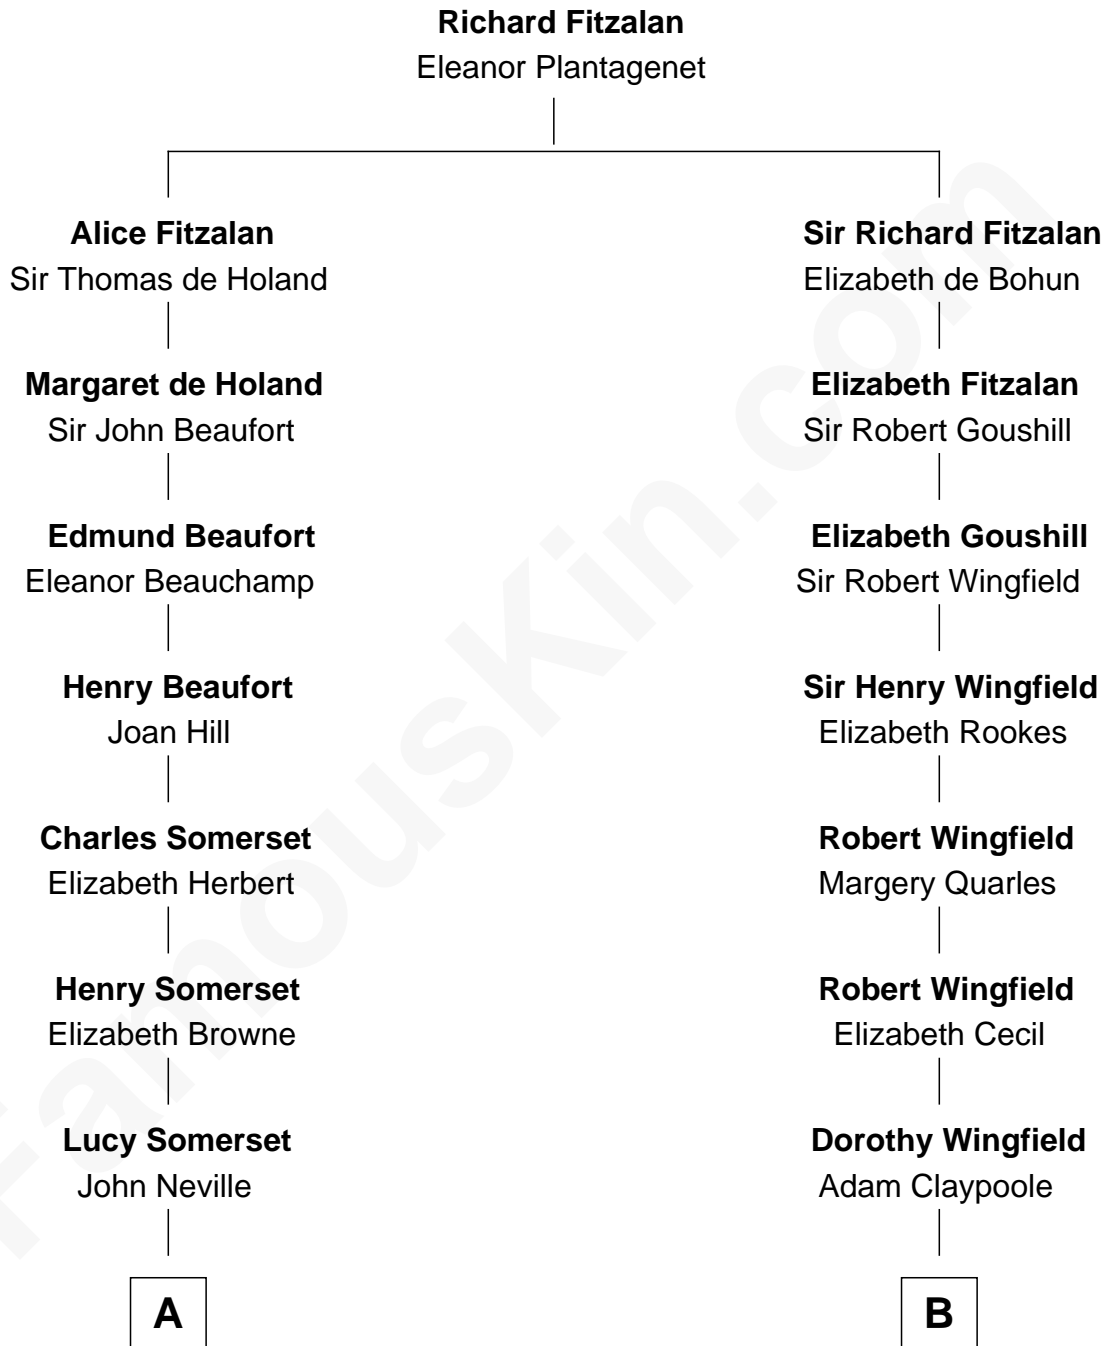 Richard Fitzalan
Eleanor Plantagenet
Alice Fitzalan
Sir Thomas de Holand
Margaret de Holand
Sir John Beaufort
Edmund Beaufort
Eleanor Beauchamp
Henry Beaufort
Joan Hill
Charles Somerset
Elizabeth Herbert
Henry Somerset
Elizabeth Browne
Lucy Somerset
John Neville
A
Sir Richard Fitzalan
Elizabeth de Bohun
Elizabeth Fitzalan
Sir Robert Goushill
Elizabeth Goushill
Sir Robert Wingfield
Sir Henry Wingfield
Elizabeth Rookes
Robert Wingfield
Margery Quarles
Robert Wingfield
Elizabeth Cecil
Dorothy Wingfield
Adam Claypoole
B
FamousKin.com